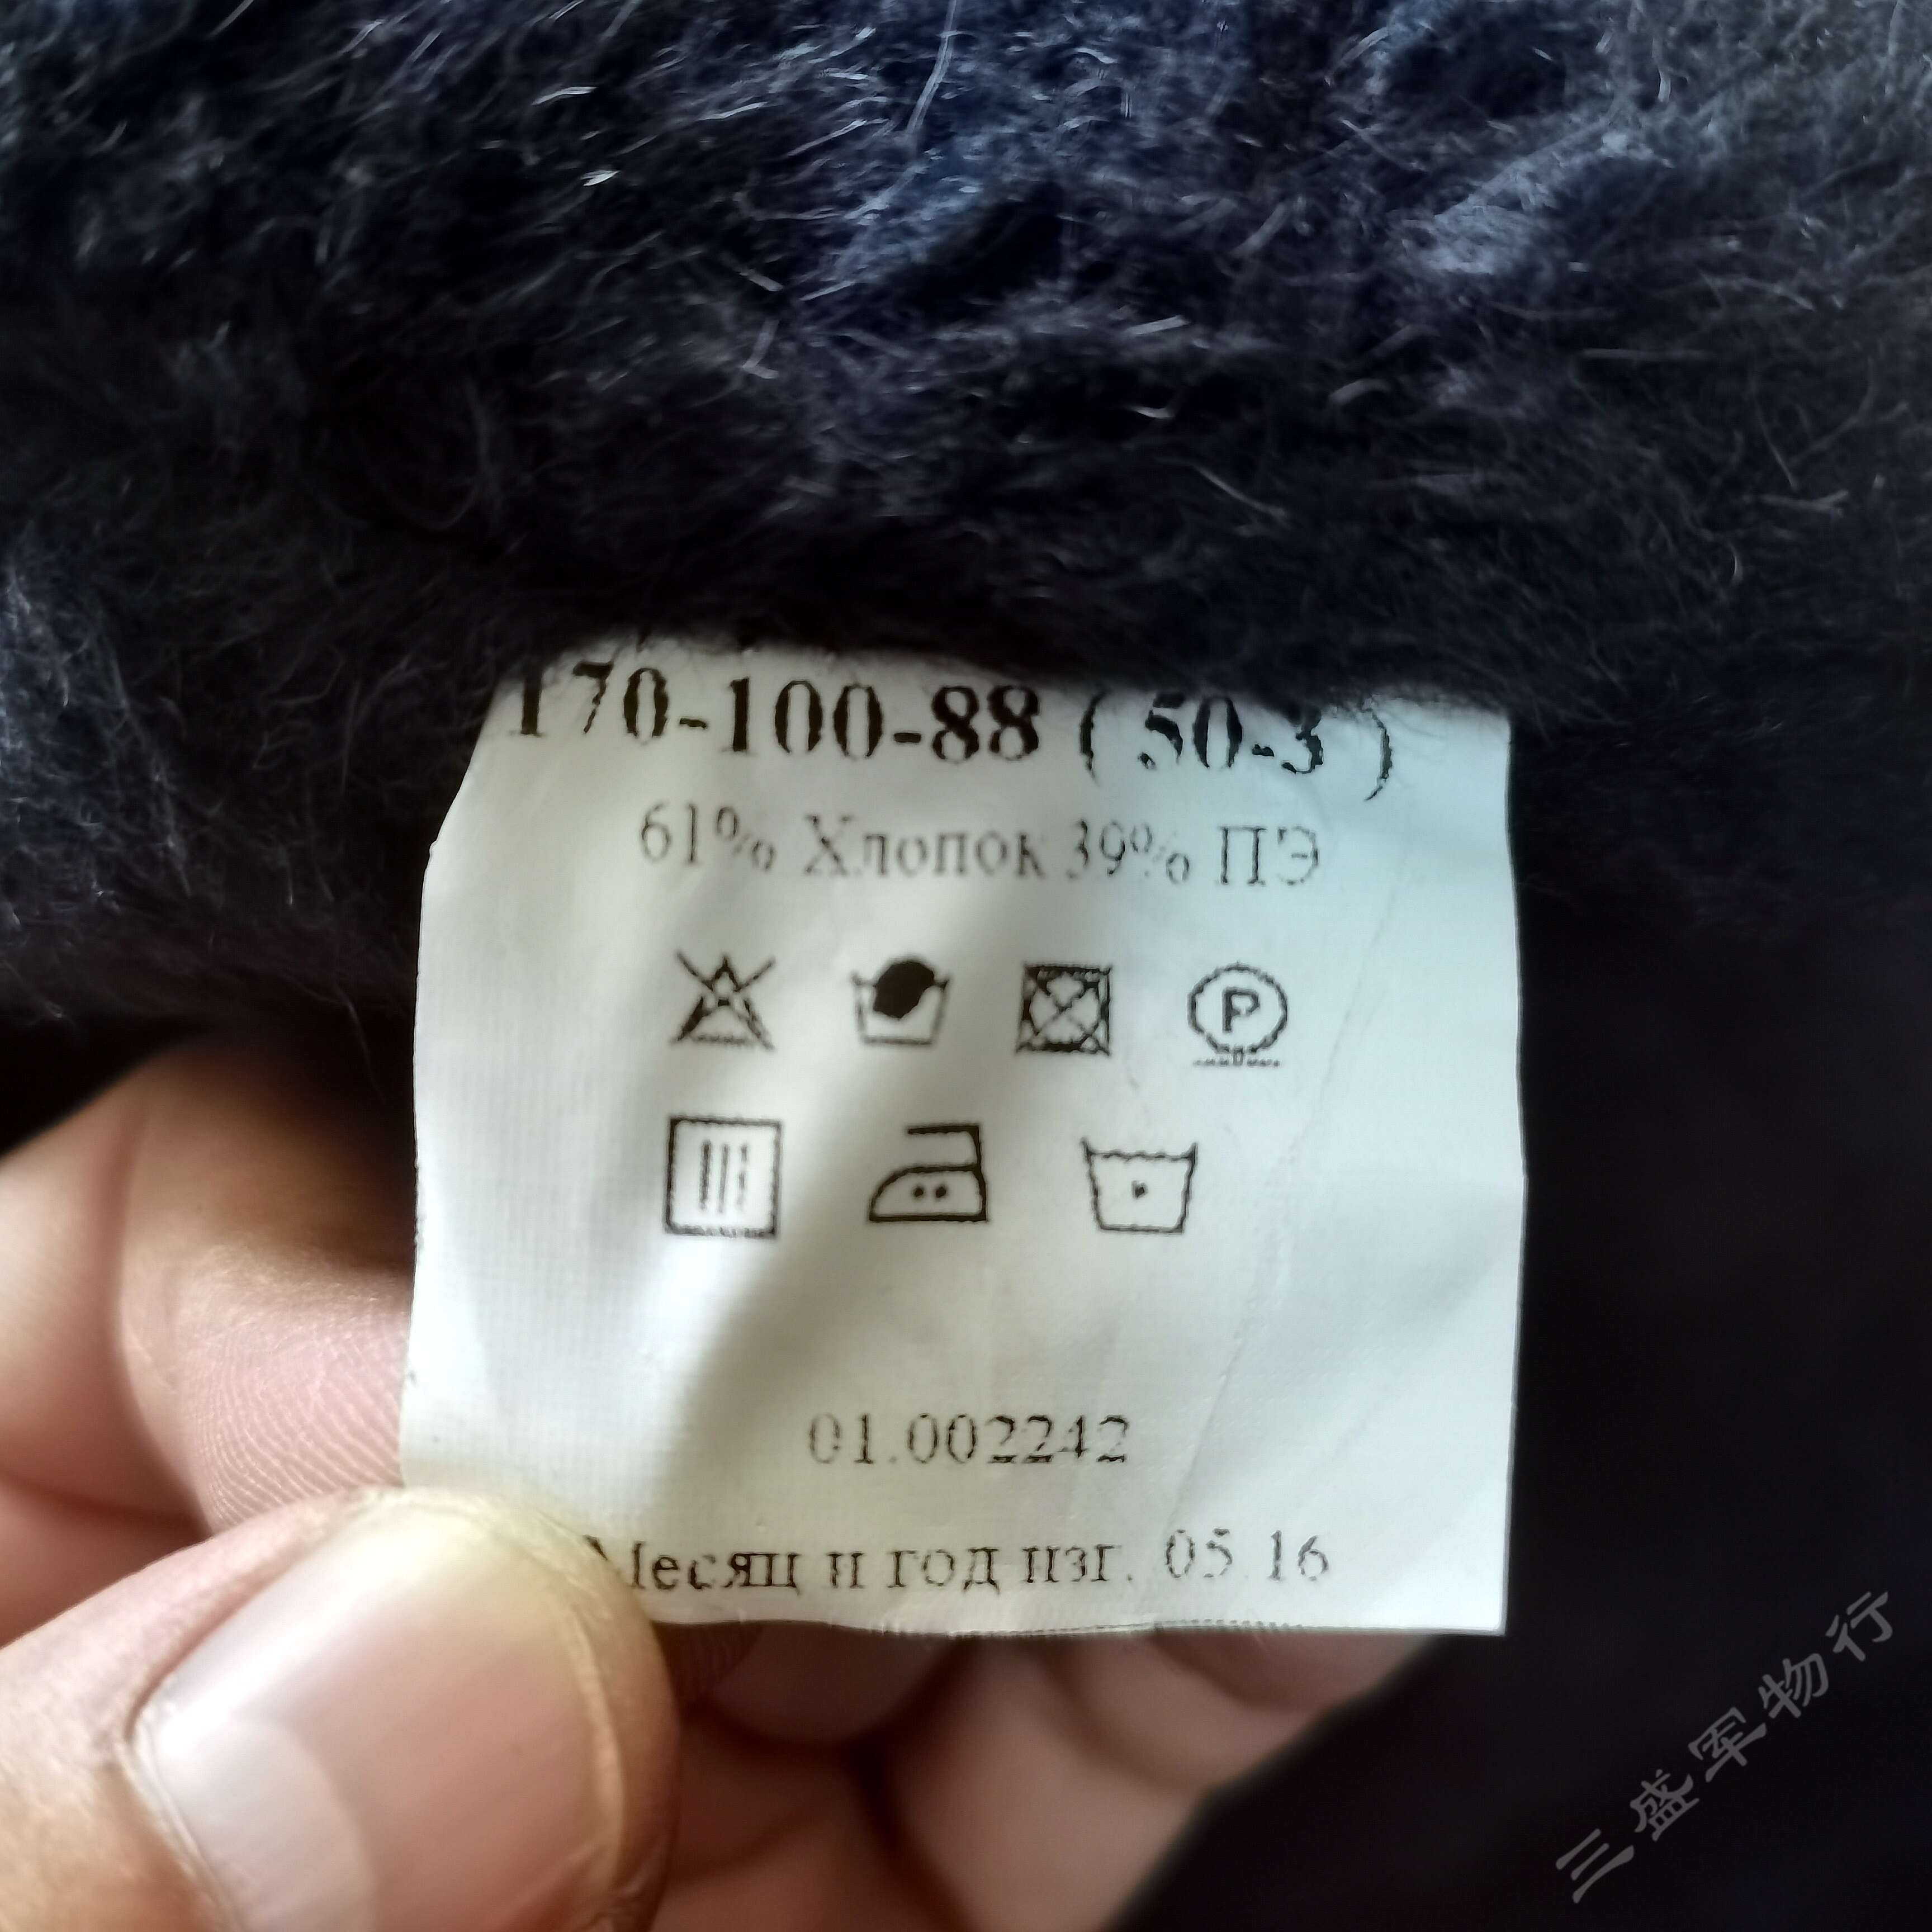 170-100-88 ( 50-3 )
61% Хлопок 39% ПЭ
P
01.002242
Месяц и год изг. 05.16
三盛军物行